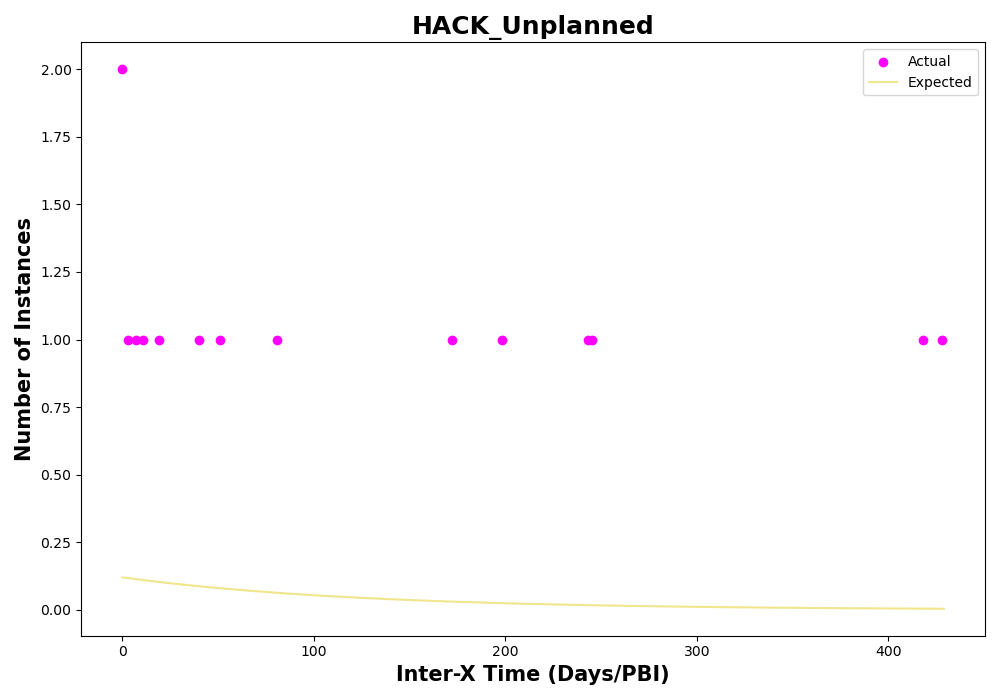 HACK_Unplanned
Actual
Expected
2.00
1.75
1.50
1.25
1.00
0.75
0.50
0.25
0.00
Number of Instances
0 100 200 300 400
Inter-X Time (Days/PBI)